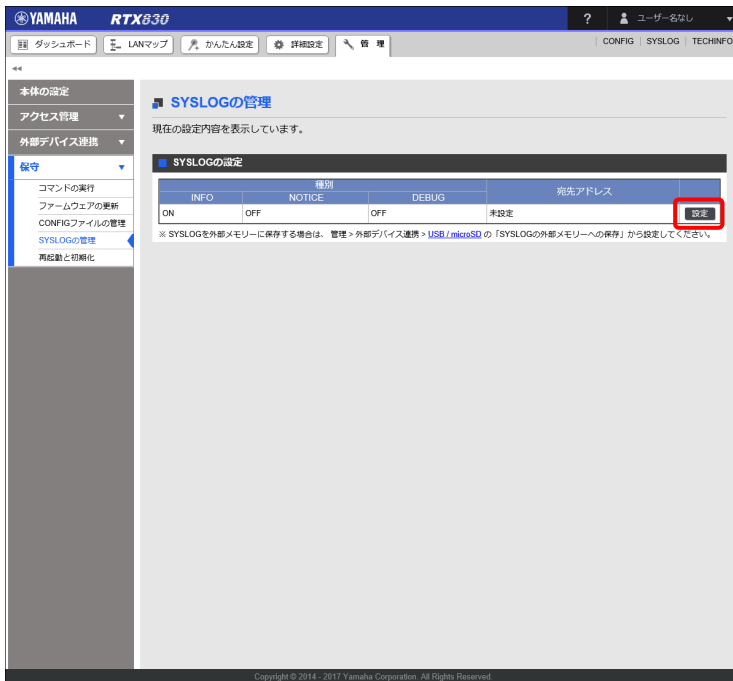 YAMAHA RTX830 ? ユーザー名なし
ダッシュボード LANマップ かんたん設定 詳細設定 管 理 CONFIG SYSLOG TECHINFO
本体の設定
アクセス管理
外部デバイス連携
保守
コマンドの実行
ファームウェアの更新
CONFIGファイルの管理
SYSLOGの管理
再起動と初期化
SYSLOGの管理
現在の設定内容を表示しています。
SYSLOGの設定
種別 宛先アドレス
INFO NOTICE DEBUG
ON OFF OFF 未設定 設定
※ SYSLOGを外部メモリーに保存する場合は、 管理 > 外部デバイス連携 > USB / microSD の「SYSLOGの外部メモリーへの保存」から設定してください。
Copyright © 2014 - 2017 Yamaha Corporation. All Rights Reserved.